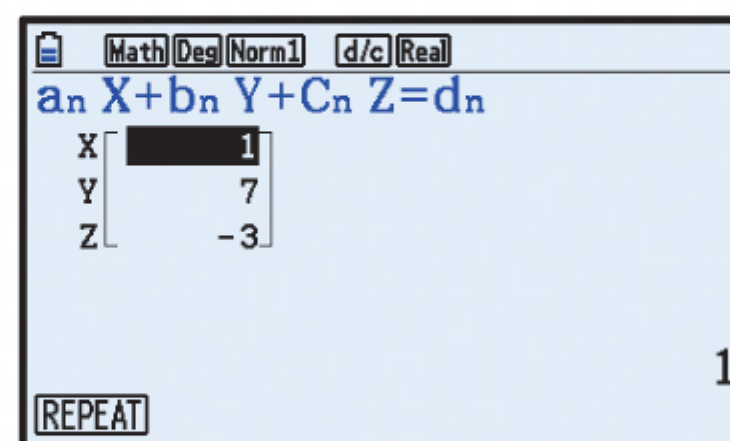 Math Deg Norm1 d/c Real
an X+bn Y+Cn Z=dn
X 1
Y 7
Z -3
1
REPEAT